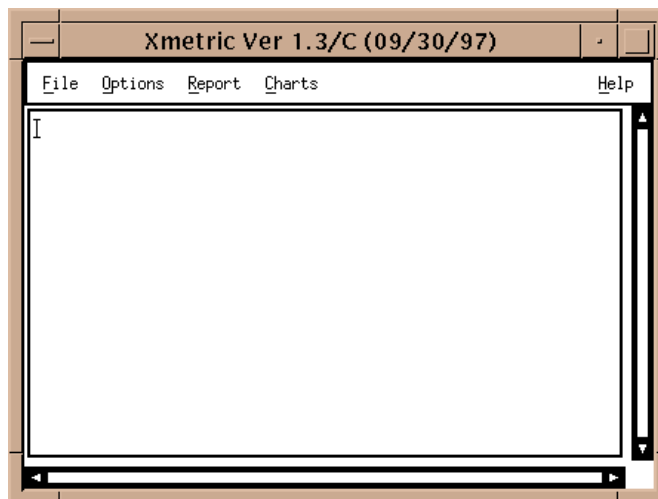 Xmetric Ver 1.3/C (09/30/97)
File Options Report Charts Help